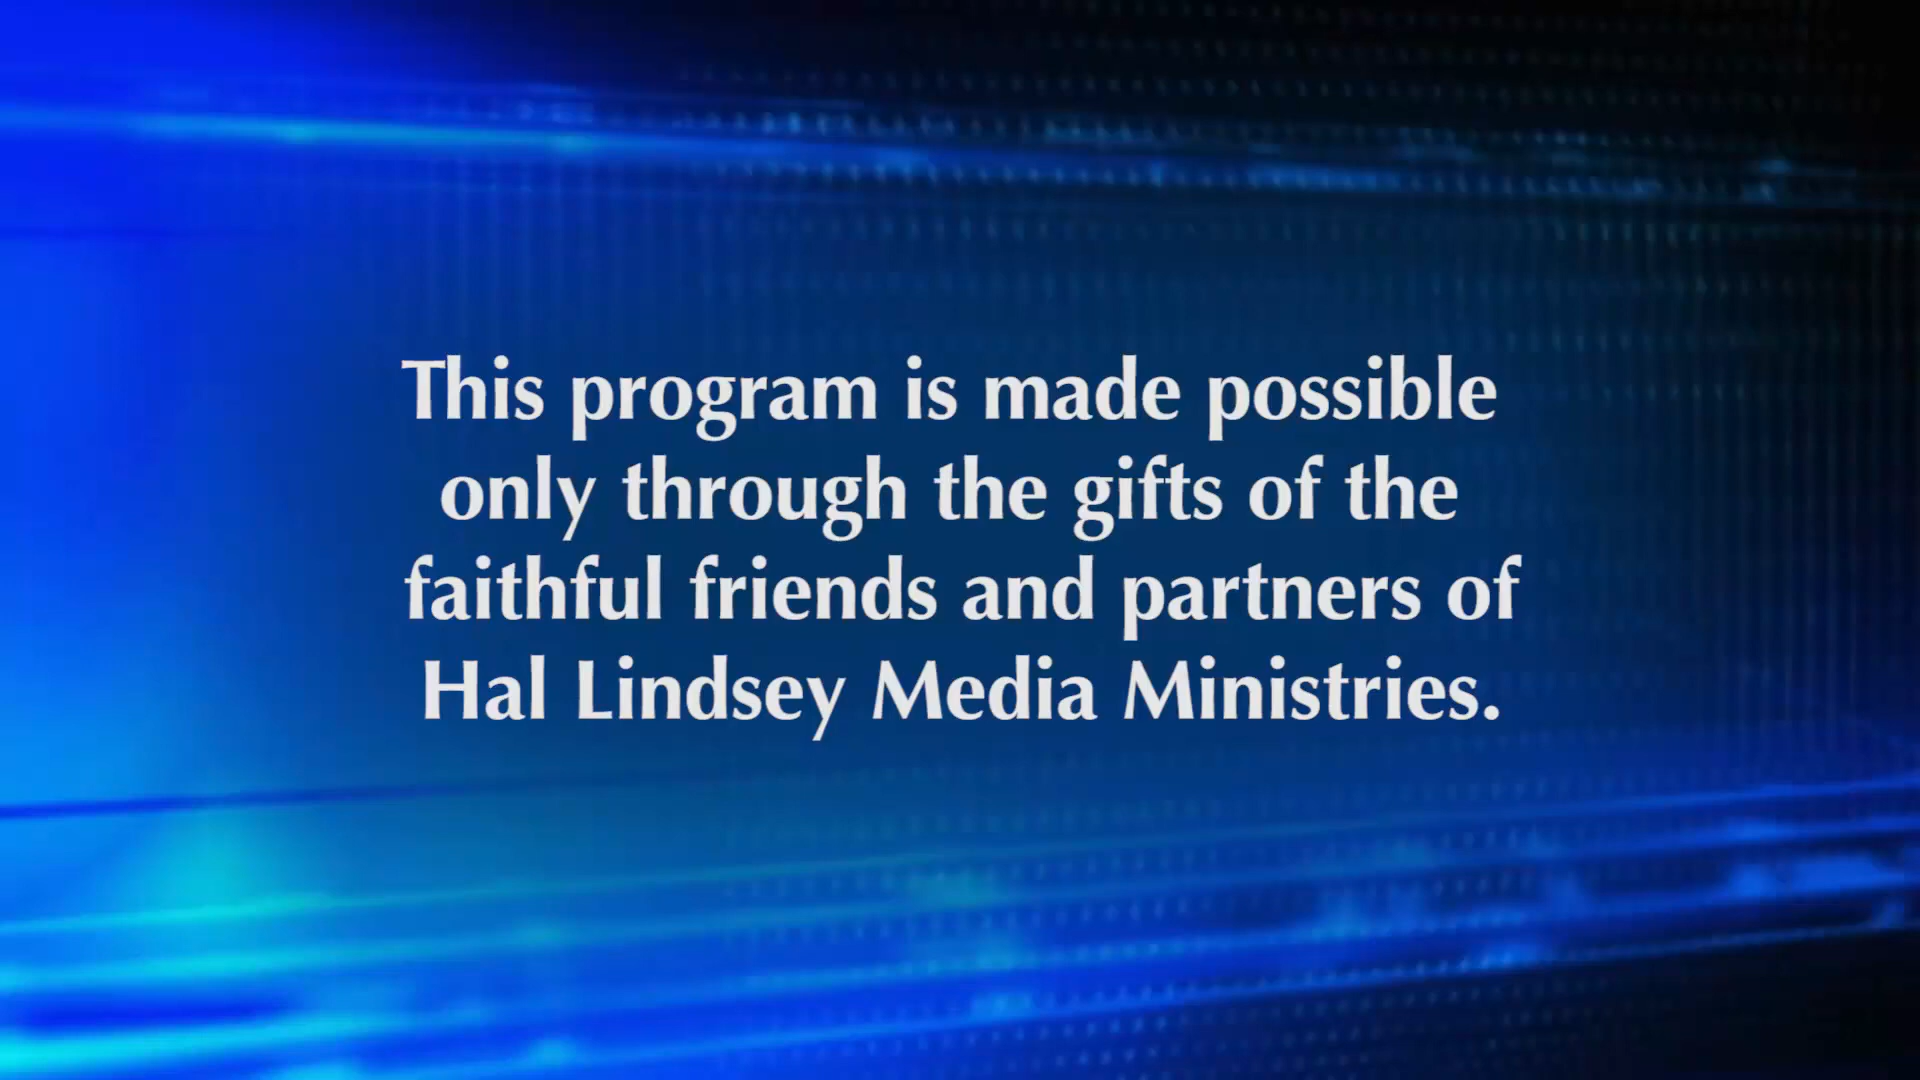 This program is made possible
only through the gifts of the
faithful friends and partners of
Hal Lindsey Media Ministries.